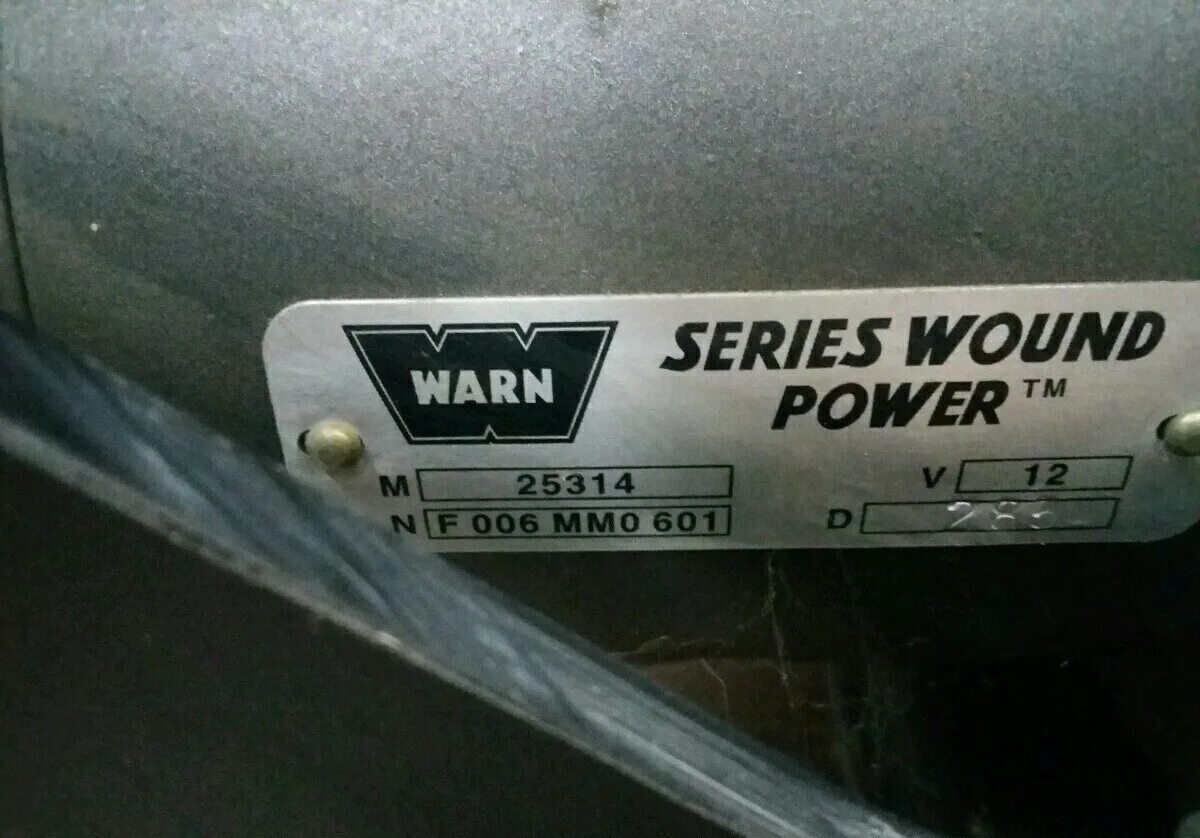 WARN
SERIES WOUND
POWER™
M 25314
V 12
N F 006 MM0 601
D